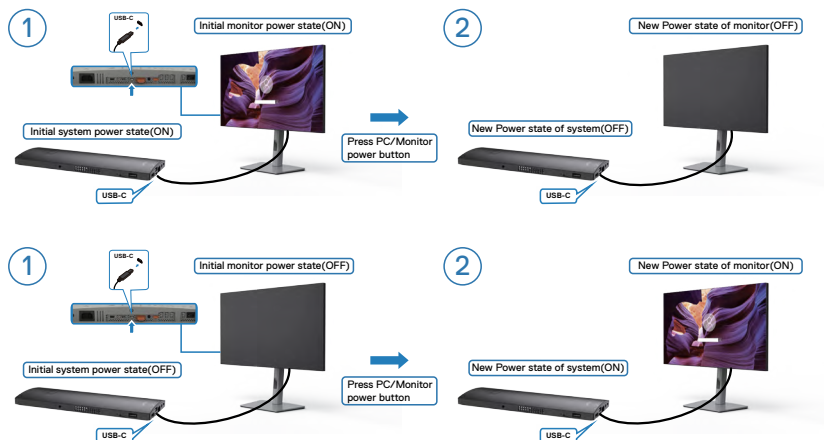 1
USB-C
Initial monitor power state(ON)
Initial system power state(ON)
USB-C
Press PC/Monitor
power button
2
New Power state of monitor(OFF)
New Power state of system(OFF)
USB-C
1
USB-C
Initial monitor power state(OFF)
Initial system power state(OFF)
USB-C
Press PC/Monitor
power button
2
New Power state of monitor(ON)
New Power state of system(ON)
USB-C